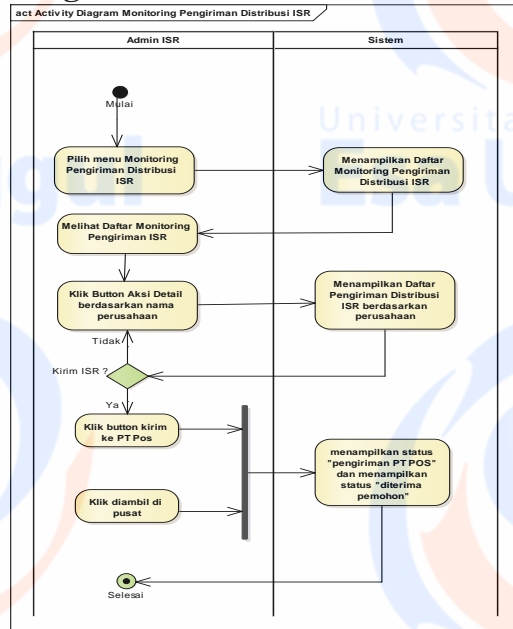 act Activity Diagram Monitoring Pengiriman Distribusi ISR
Admin ISR
Sistem
Mulai
Universita
Pilih menu Monitoring
Pengiriman Distribusi
ISR
Menampilkan Daftar
Monitoring Pengiriman
Distribusi ISR
Melihat Daftar Monitoring
Pengiriman ISR
Klik Button Aksi Detail
berdasarkan nama
perusahaan
Menampilkan Daftar
Pengiriman Distribusi
ISR berdasarkan
perusahaan
Tidak
Kirim ISR ?
Ya
Klik button kirim
ke PT Pos
Klik diambil di
pusat
menampilkan status
"pengiriman PT POS"
dan menampilkan
status "diterima
pemohon"
Selesai